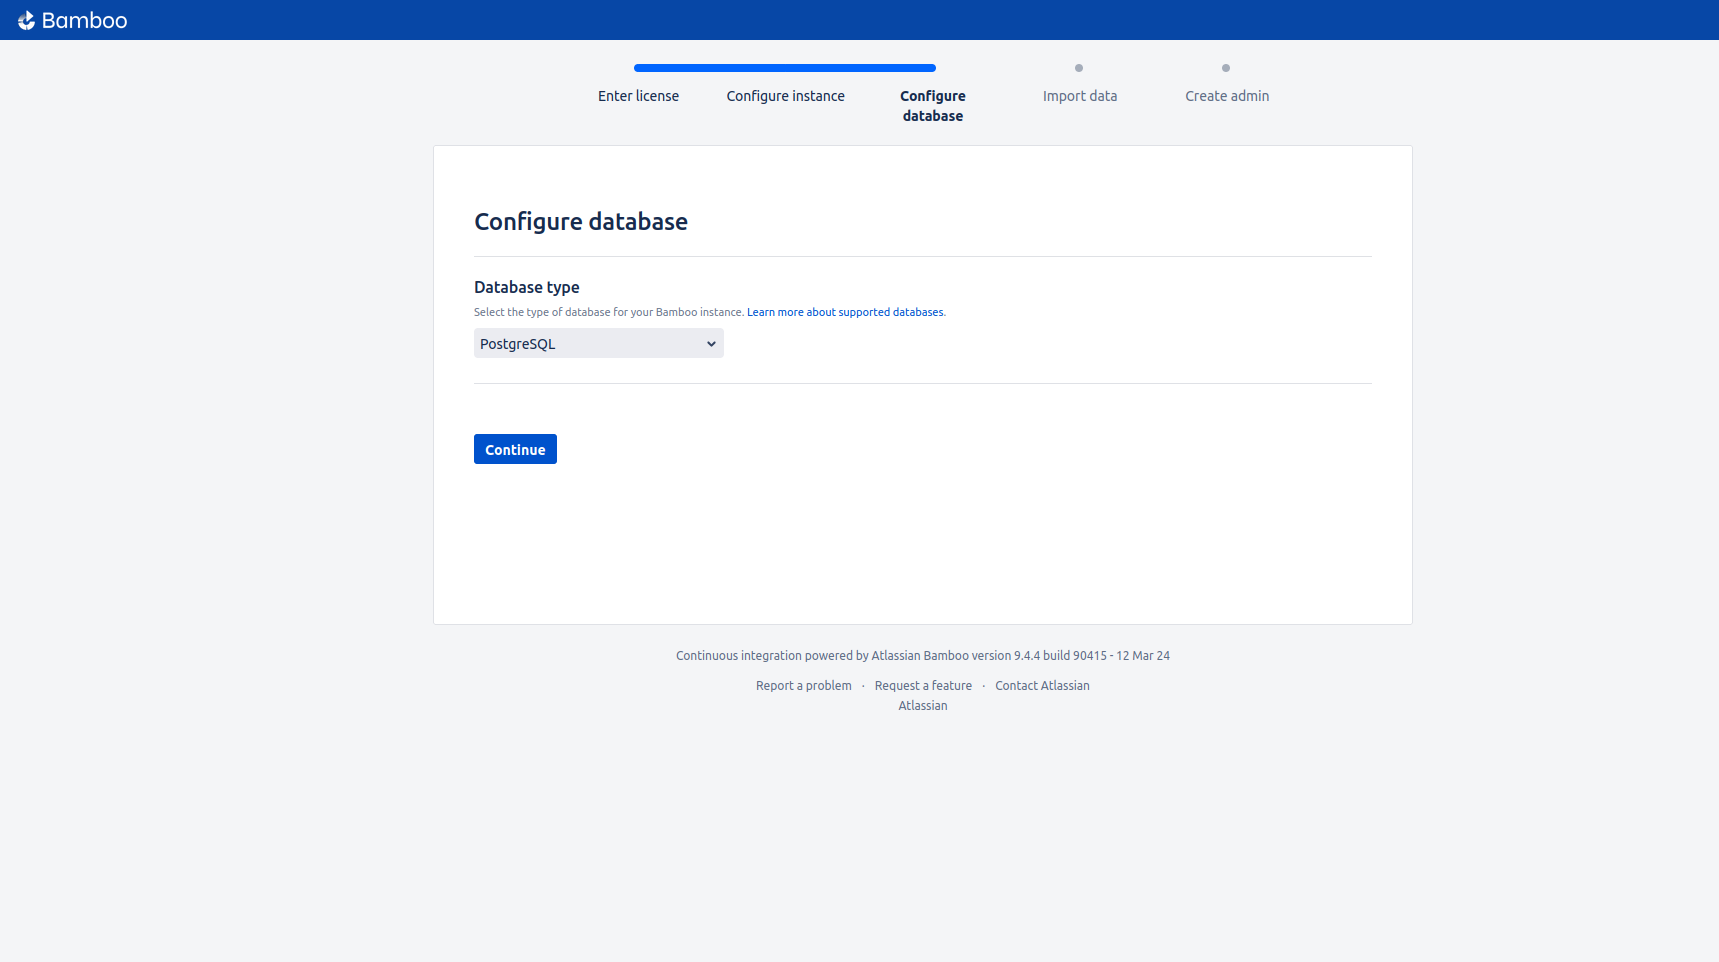 Bamboo
Enter license
Configure instance
Configure
database
Import data
Create admin
Configure database
Database type
Select the type of database for your Bamboo instance. Learn more about supported databases.
PostgreSQL
Continue
Continuous integration powered by Atlassian Bamboo version 9.4.4 build 90415 - 12 Mar 24
Report a problem · Request a feature · Contact Atlassian
Atlassian